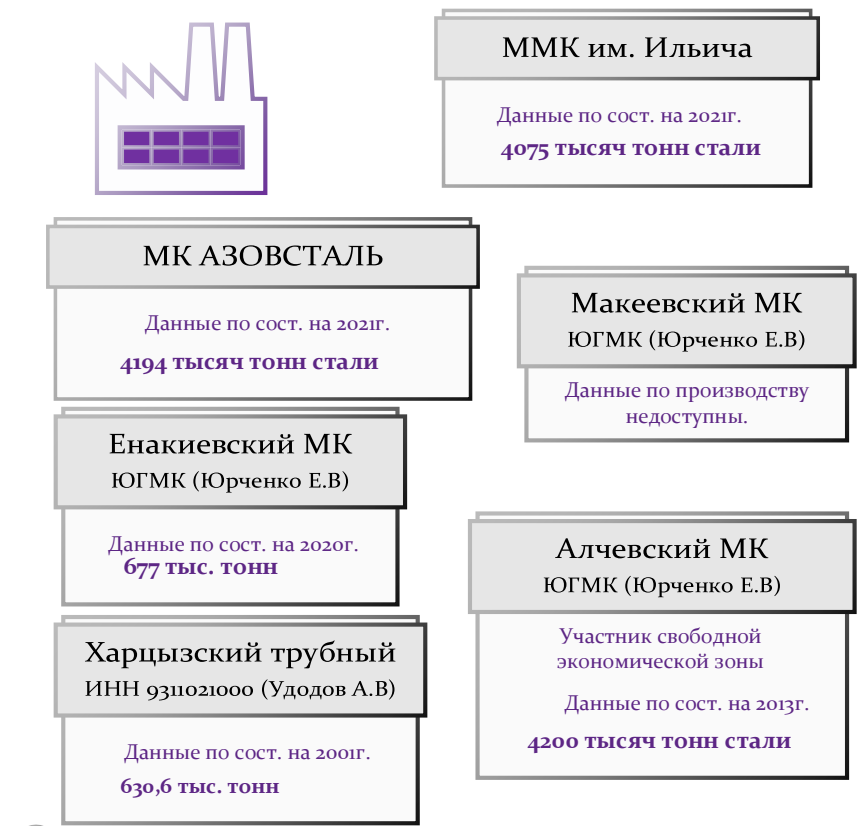 ММК им. Ильича
Данные по сост. на 2021г.
4075 тысяч тонн стали
МК АЗОВСТАЛЬ
Данные по сост. на 2021г.
4194 тысяч тонн стали
Макеевский МК
ЮГМК (Юрченко Е.В)
Данные по производству
недоступны.
Енакиевский МК
ЮГМК (Юрченко Е.В)
Данные по сост. на 2020г.
677 тыс. тонн
Алчевский МК
ЮГМК (Юрченко Е.В)
Участник свободной
экономической зоны
Данные по сост. на 2013г.
4200 тысяч тонн стали
Харцызский трубный
ИНН 9311021000 (Удодов А.В)
Данные по сост. на 2001г.
630,6 тыс. тонн